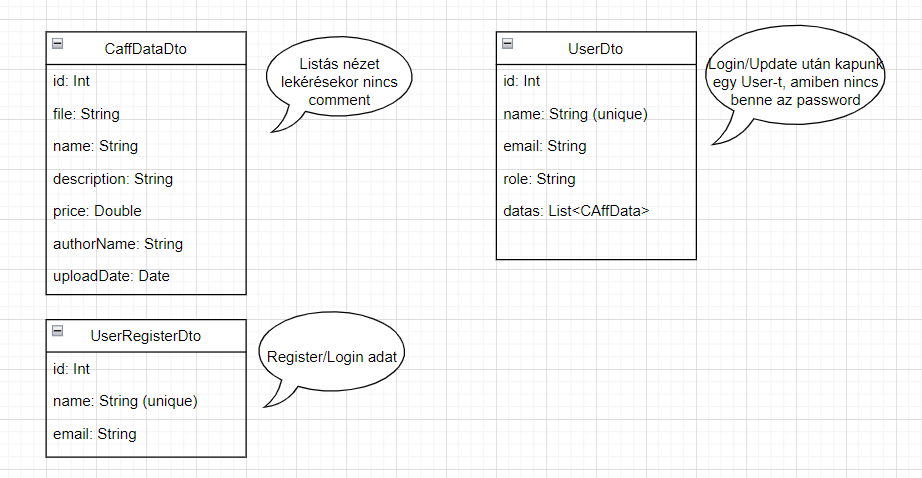 CaffDataDto
id: Int
file: String
name: String
description: String
price: Double
authorName: String
uploadDate: Date
Listás nézet
lekérésekor nincs
comment
UserDto
id: Int
name: String (unique)
email: String
role: String
datas: List<CAffData>
Login/Update után kapunk
egy User-t, amiben nincs
benne az password
UserRegisterDto
id: Int
name: String (unique)
email: String
Register/Login adat